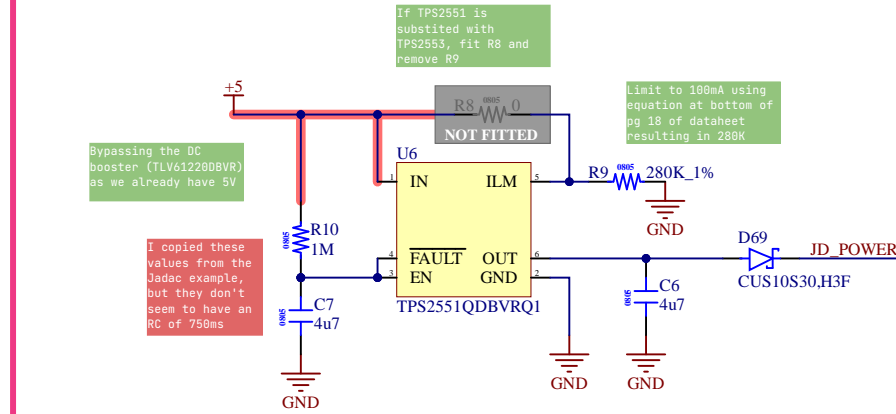 If TPS2551 is
substited with
TPS2553, fit R8 and
remove R9
+5
R8 0805 0
NOT FITTED
Limit to 100mA using
equation at bottom of
pg 18 of dataheet
resulting in 280K
Bypassing the DC
booster (TLV61220DBVR)
as we already have 5V
U6
1 IN ILM 5
R9 0805 280K_1%
GND
R10
0805
1M
I copied these
values from the
Jadac example,
but they don't
seem to have an
RC of 750ms
4 FAULT OUT 6
3 EN GND 2
TPS2551QDBVRQ1
D69
JD_POWER
CUS10S30,H3F
C7
0805
4u7
C6
0805
4u7
GND
GND
GND